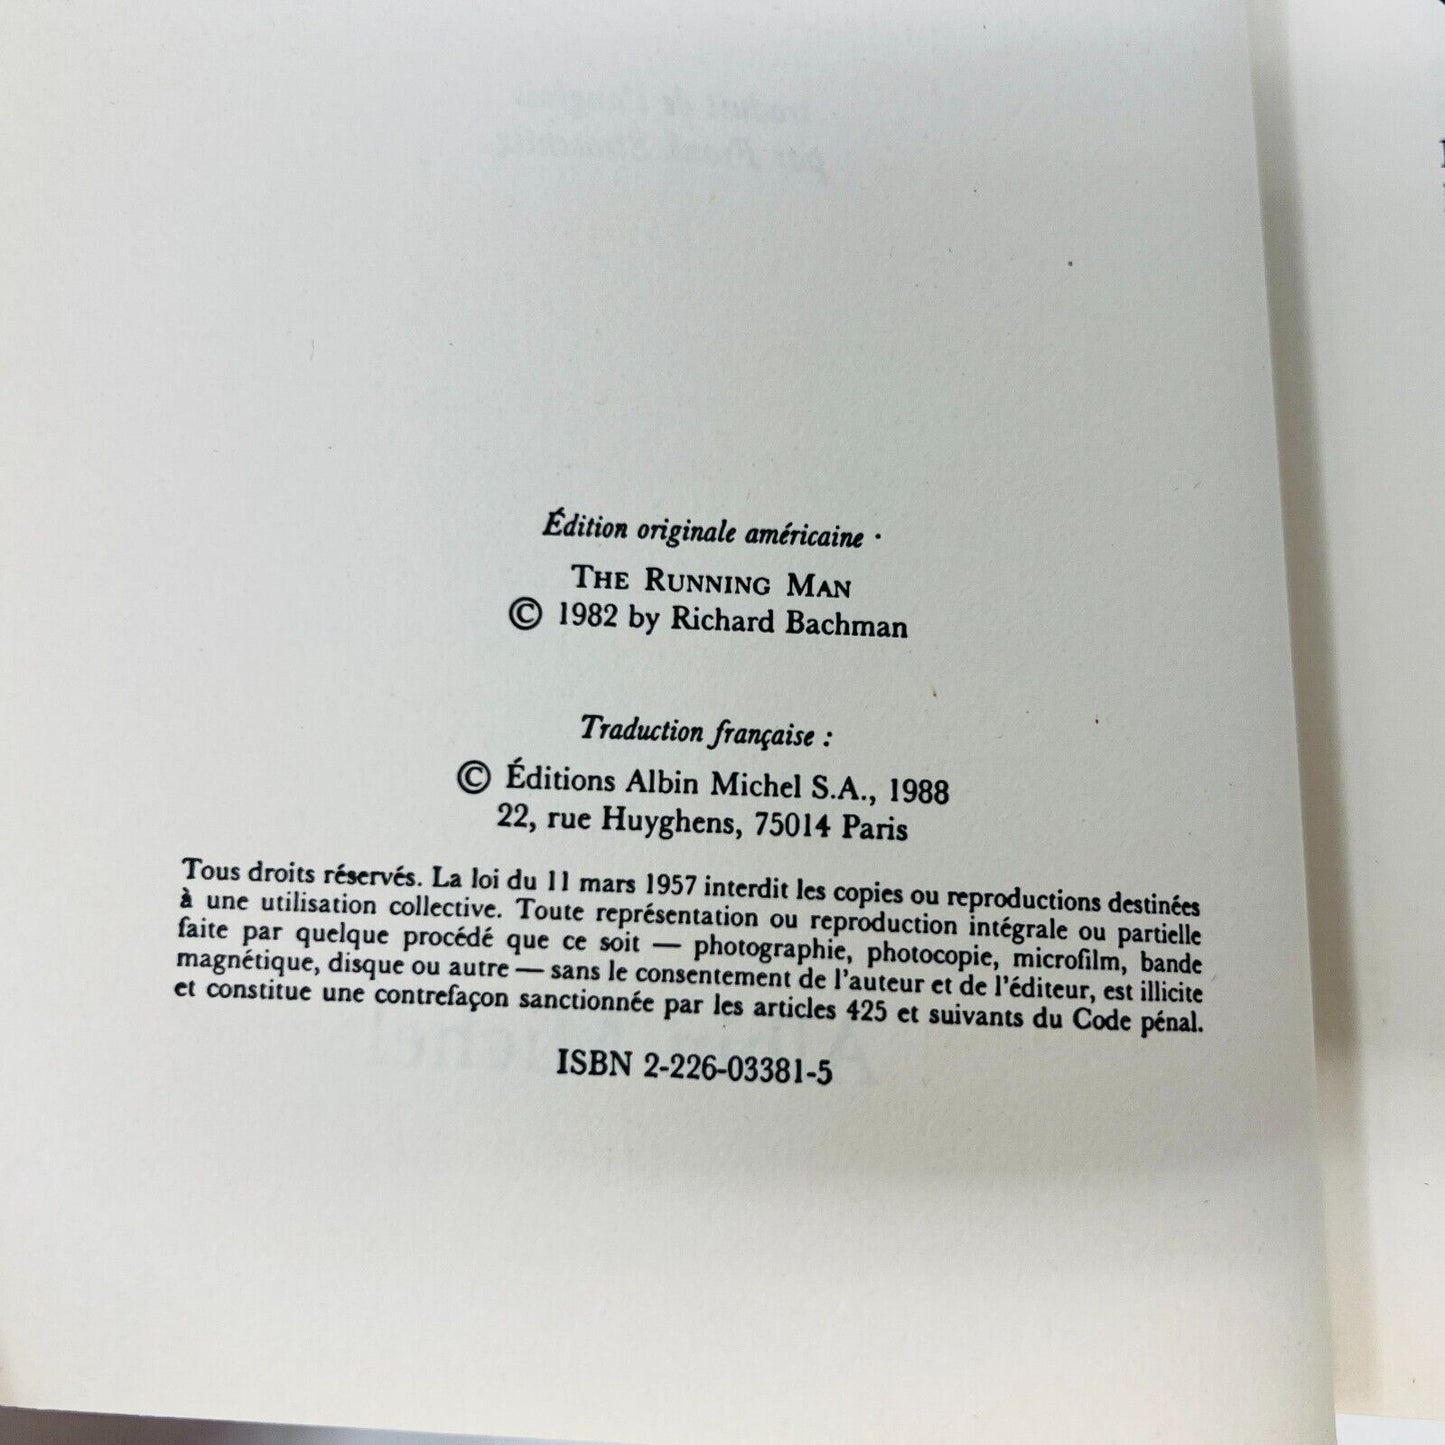 Édition originale américaine ·
THE RUNNING MAN
© 1982 by Richard Bachman
Traduction française :
© Éditions Albin Michel S.A., 1988
22, rue Huyghens, 75014 Paris
Tous droits réservés. La loi du 11 mars 1957 interdit les copies ou reproductions destinées
à une utilisation collective. Toute représentation ou reproduction intégrale ou partielle
faite par quelque procédé que ce soit — photographie, photocopie, microfilm, bande
magnétique, disque ou autre — sans le consentement de l'auteur et de l'éditeur, est illicite
et constitue une contrefaçon sanctionnée par les articles 425 et suivants du Code pénal.
ISBN 2-226-03381-5